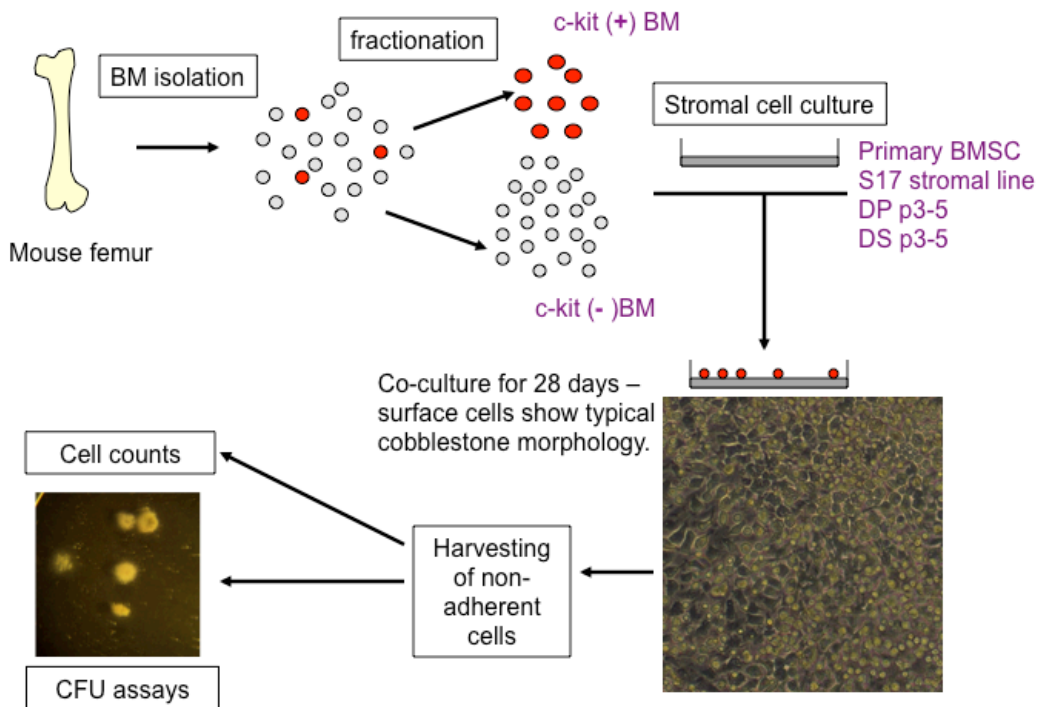 c-kit (+) BM
fractionation
BM isolation
Stromal cell culture
Primary BMSC
S17 stromal line
DP p3-5
DS p3-5
Mouse femur
c-kit (- )BM
Co-culture for 28 days –
surface cells show typical
cobblestone morphology.
Cell counts
Harvesting
of non-
adherent
cells
CFU assays